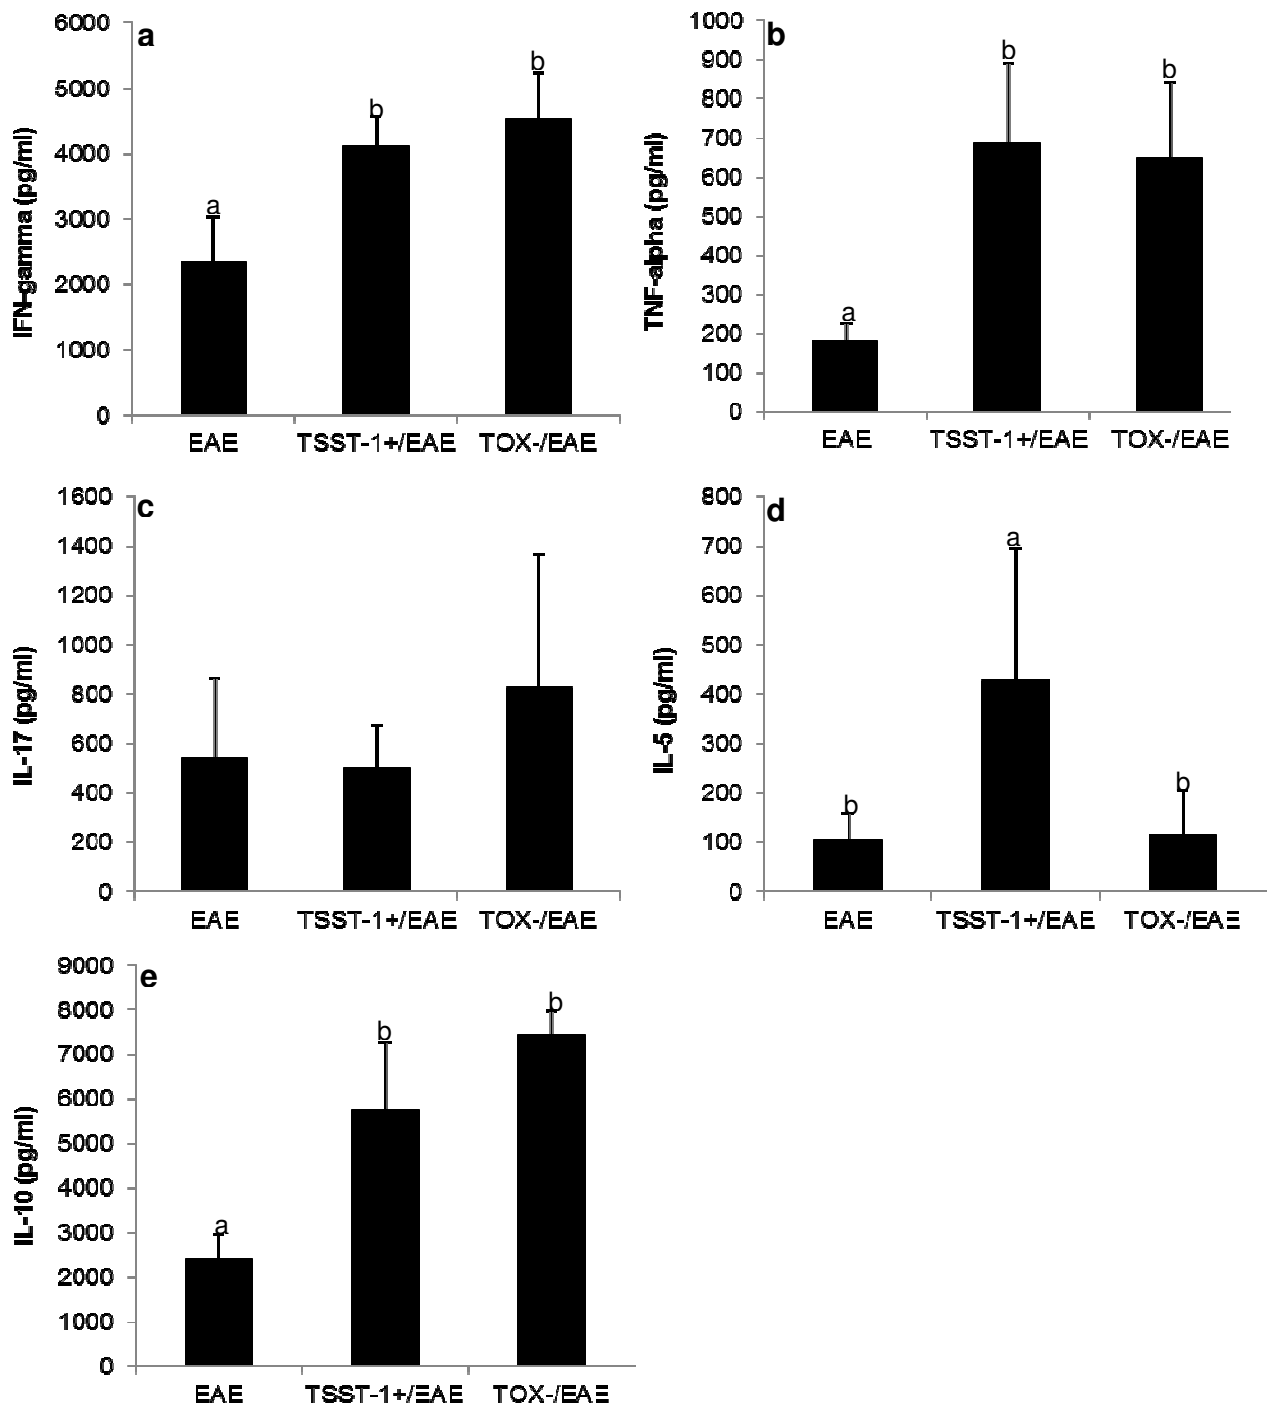 a
IFN-gamma (pg/ml)
6000
5000
4000
3000
2000
1000
0
a
b
b
EAE TSST-1+/EAE TOX-/EAE
b
TNF-alpha (pg/ml)
1000
900
800
700
600
500
400
300
200
100
0
a
b
b
EAE TSST-1+/EAE TOX-/EAE
c
IL-17 (pg/ml)
1600
1400
1200
1000
800
600
400
200
0
EAE TSST-1+/EAE TOX-/EAE
d
IL-5 (pg/ml)
800
700
600
500
400
300
200
100
0
b
a
b
EAE TSST-1+/EAE TOX-/EAE
e
IL-10 (pg/ml)
9000
8000
7000
6000
5000
4000
3000
2000
1000
0
a
b
b
EAE TSST-1+/EAE TOX-/EAE